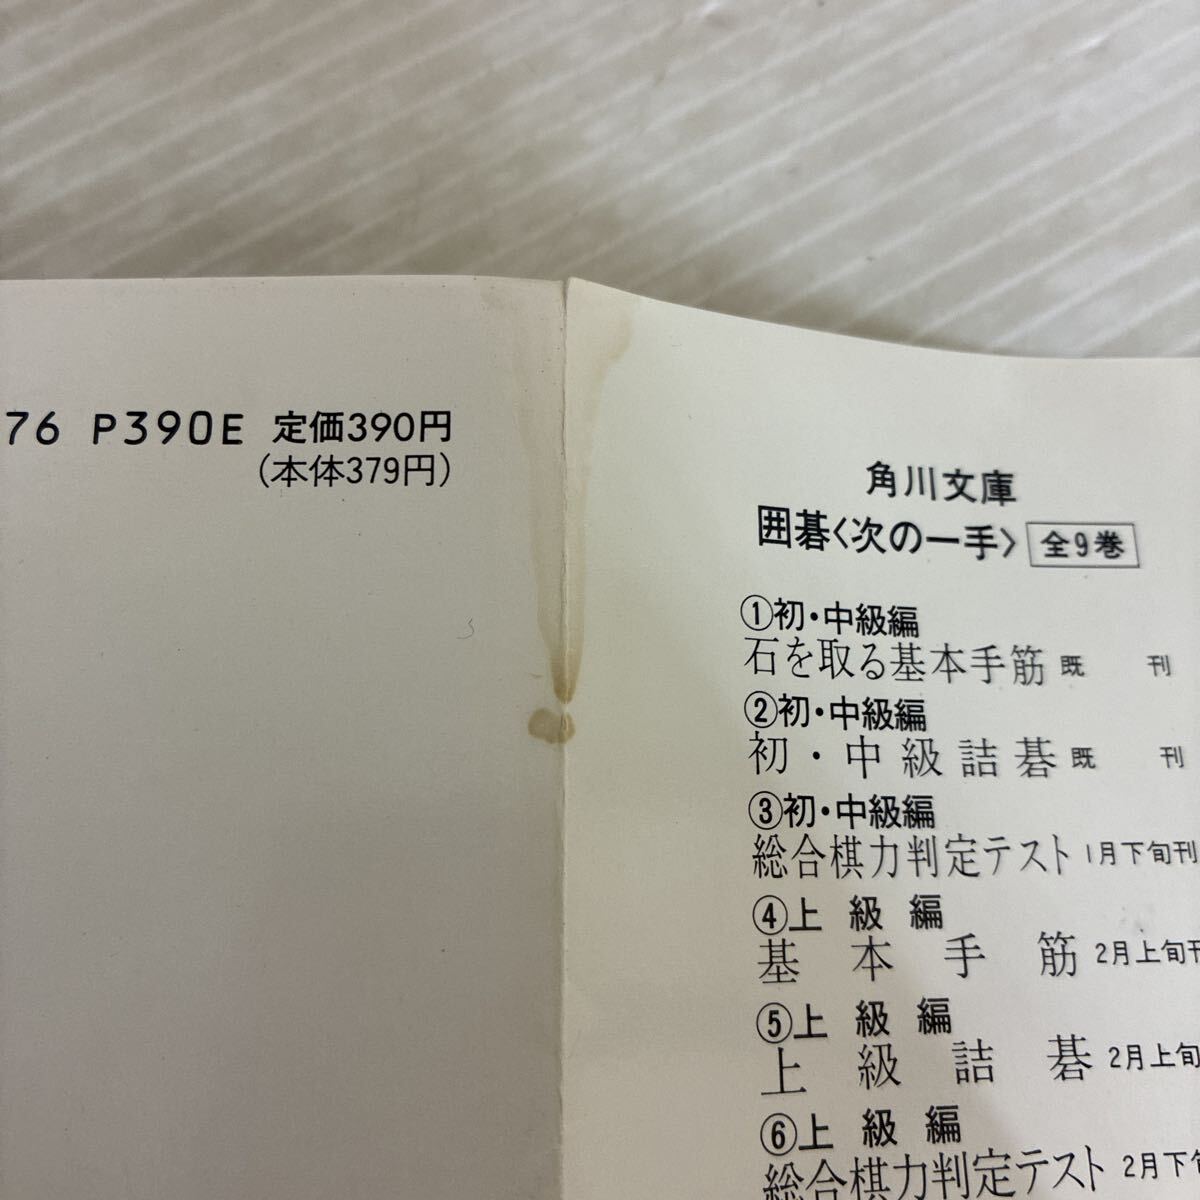 76 P390E 定価390円
(本体379円)
角川文庫
囲碁〈次の一手〉 全9巻
①初・中級編
石を取る基本手筋 既 刊
②初・中級編
初・中級詰碁 既 刊
③初・中級編
総合棋力判定テスト 1月下旬刊
④上級編
基本手筋 2月上旬刊
⑤上級編
上級詰碁 2月上旬
⑥上級編
総合棋力判定テスト 2月下旬